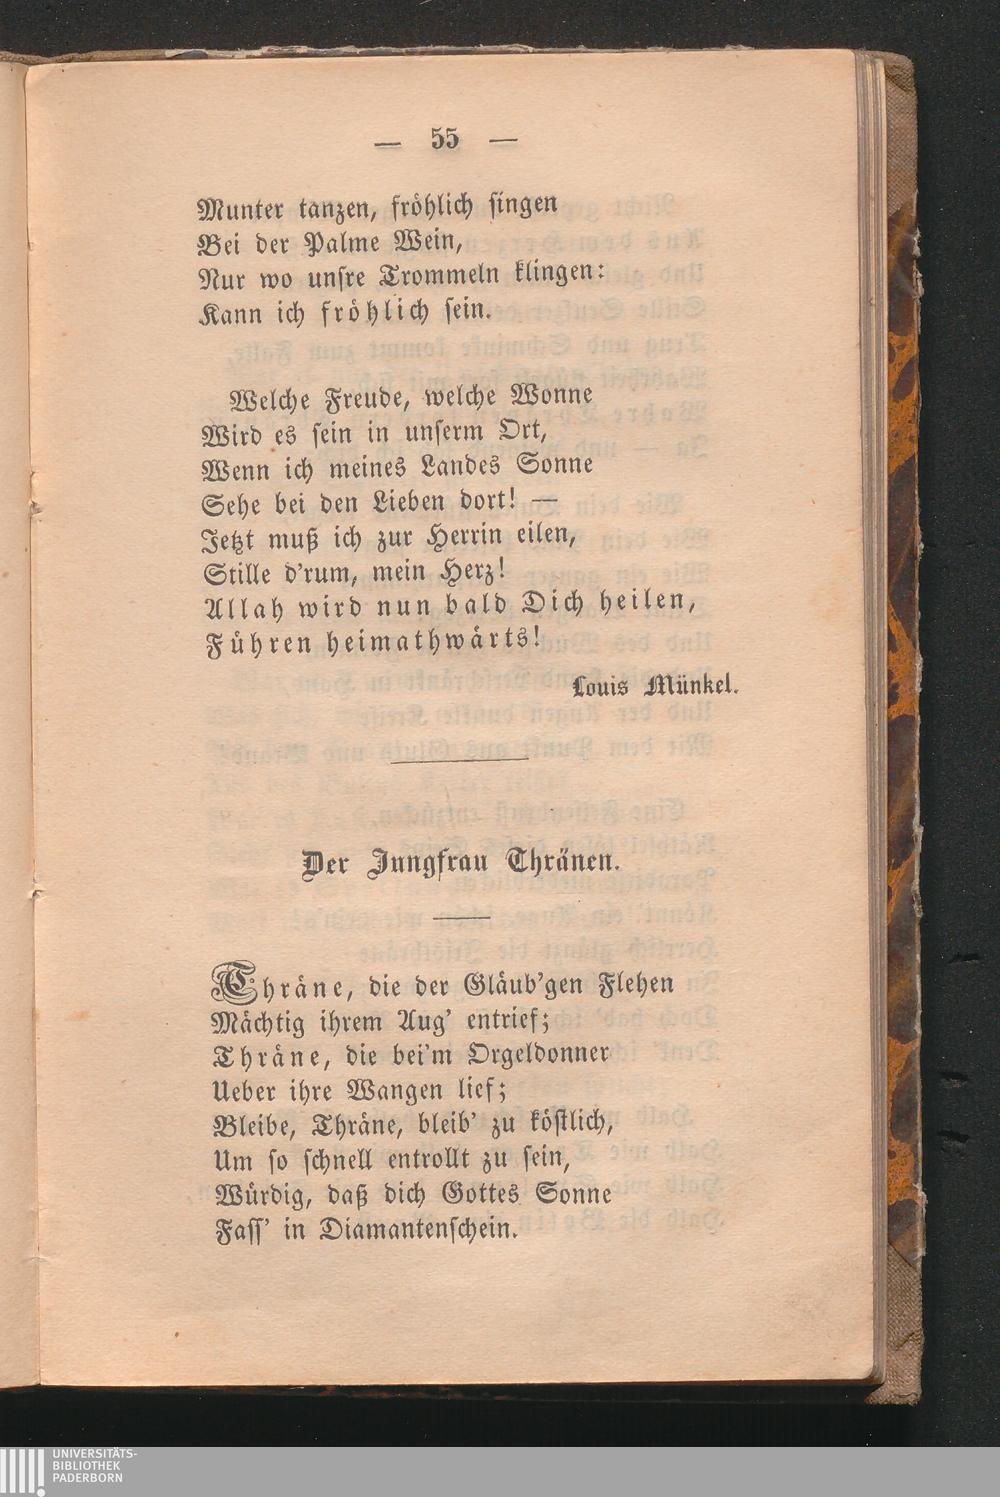 — 55 —
Munter tanzen, fröhlich singen
Bei der Palme Wein,
Nur wo unsre Trommeln klingen:
Kann ich fröhlich sein.
Welche Freude, welche Wonne
Wird es sein in unserm Ort,
Wenn ich meines Landes Sonne
Sehe bei den Lieben dort! —
Jetzt muß ich zur Herrin eilen,
Stille d'rum, mein Herz!
Allah wird nun bald Dich heilen,
Führen heimathwärts!
Louis Münkel.
Der Jungfrau Thränen.
Thräne, die der Gläub'gen Flehen
Mächtig ihrem Aug' entrief;
Thräne, die bei'm Orgeldonner
Ueber ihre Wangen lief;
Bleibe, Thräne, bleib' zu köstlich,
Um so schnell entrollt zu sein,
Würdig, daß dich Gottes Sonne
Fass' in Diamantenschein.
UNIVERSITÄTS-
BIBLIOTHEK
PADERBORN